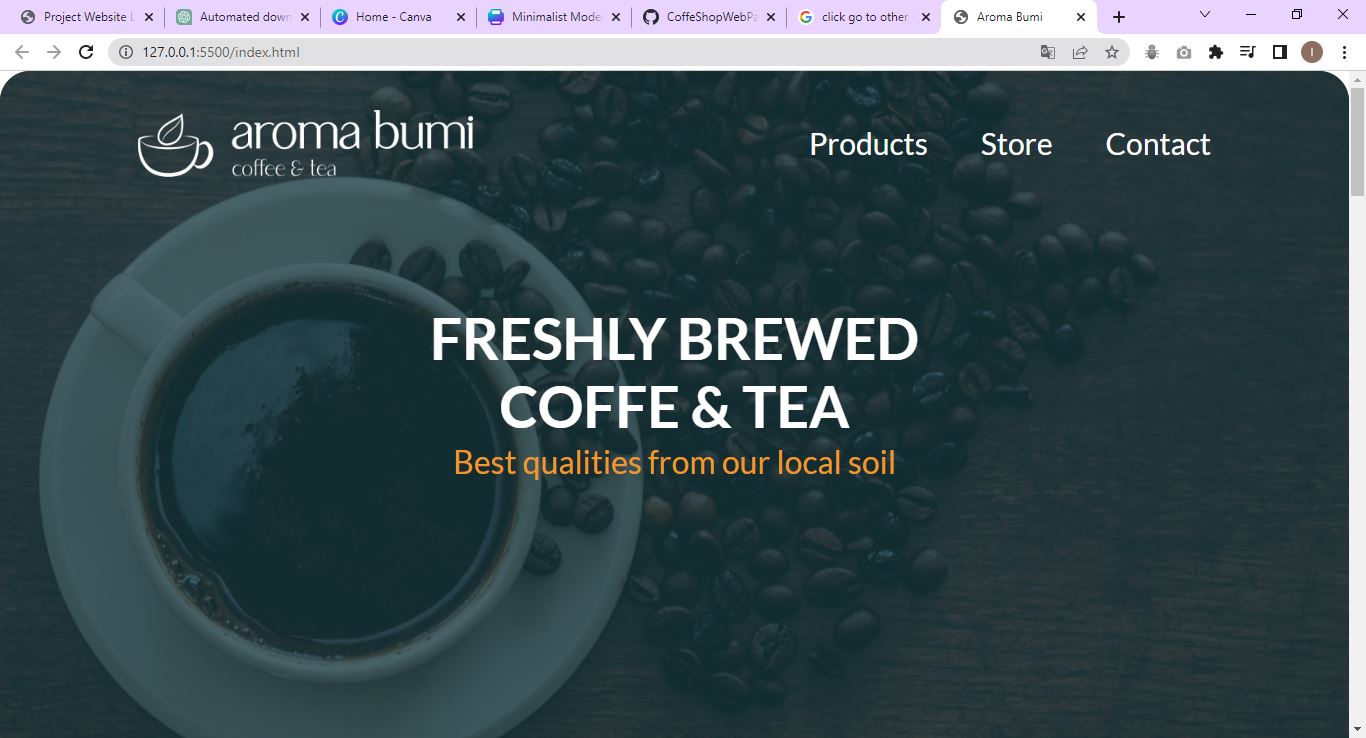 Project Website L
Automated down
Home - Canva
Minimalist Mode
CoffeShopWebPa
click go to other
Aroma Bumi
127.0.0.1:5500/index.html
I
aroma bumi
coffee & tea
Products
Store
Contact
FRESHLY BREWED
COFFE & TEA
Best qualities from our local soil